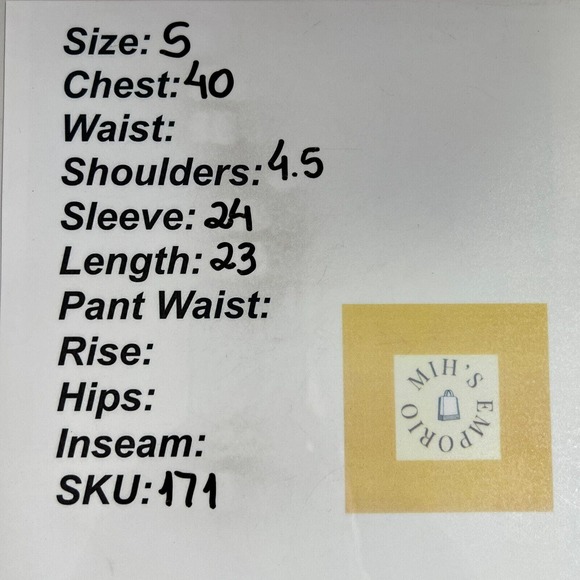 Size: S
Chest: 40
Waist:
Shoulders: 4.5
Sleeve: 24
Length: 23
Pant Waist:
Rise:
Hips:
Inseam:
SKU: 171
MIH'S EMPORIO